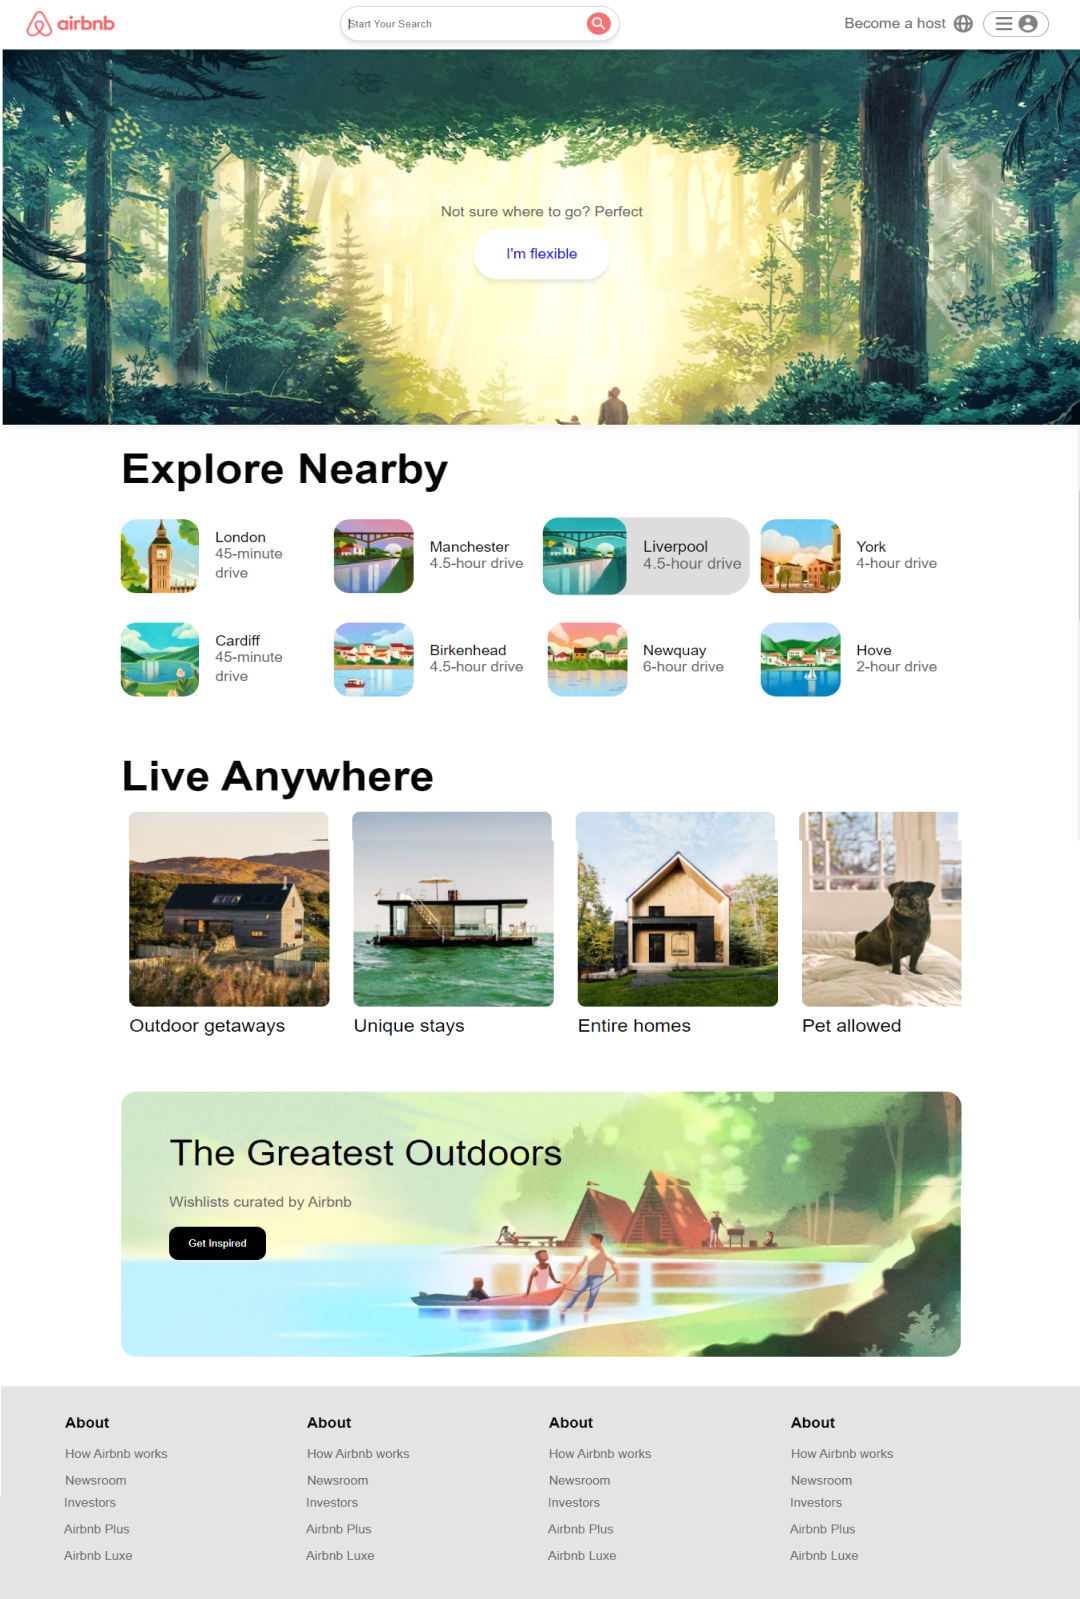 airbnb
Start Your Search
Become a host
Not sure where to go? Perfect
I'm flexible
Explore Nearby
London
45-minute
drive
Manchester
4.5-hour drive
Liverpool
4.5-hour drive
York
4-hour drive
Cardiff
45-minute
drive
Birkenhead
4.5-hour drive
Newquay
6-hour drive
Hove
2-hour drive
Live Anywhere
Outdoor getaways
Unique stays
Entire homes
Pet allowed
The Greatest Outdoors
Wishlists curated by Airbnb
Get Inspired
About
How Airbnb works
Newsroom
Investors
Airbnb Plus
Airbnb Luxe
About
How Airbnb works
Newsroom
Investors
Airbnb Plus
Airbnb Luxe
About
How Airbnb works
Newsroom
Investors
Airbnb Plus
Airbnb Luxe
About
How Airbnb works
Newsroom
Investors
Airbnb Plus
Airbnb Luxe